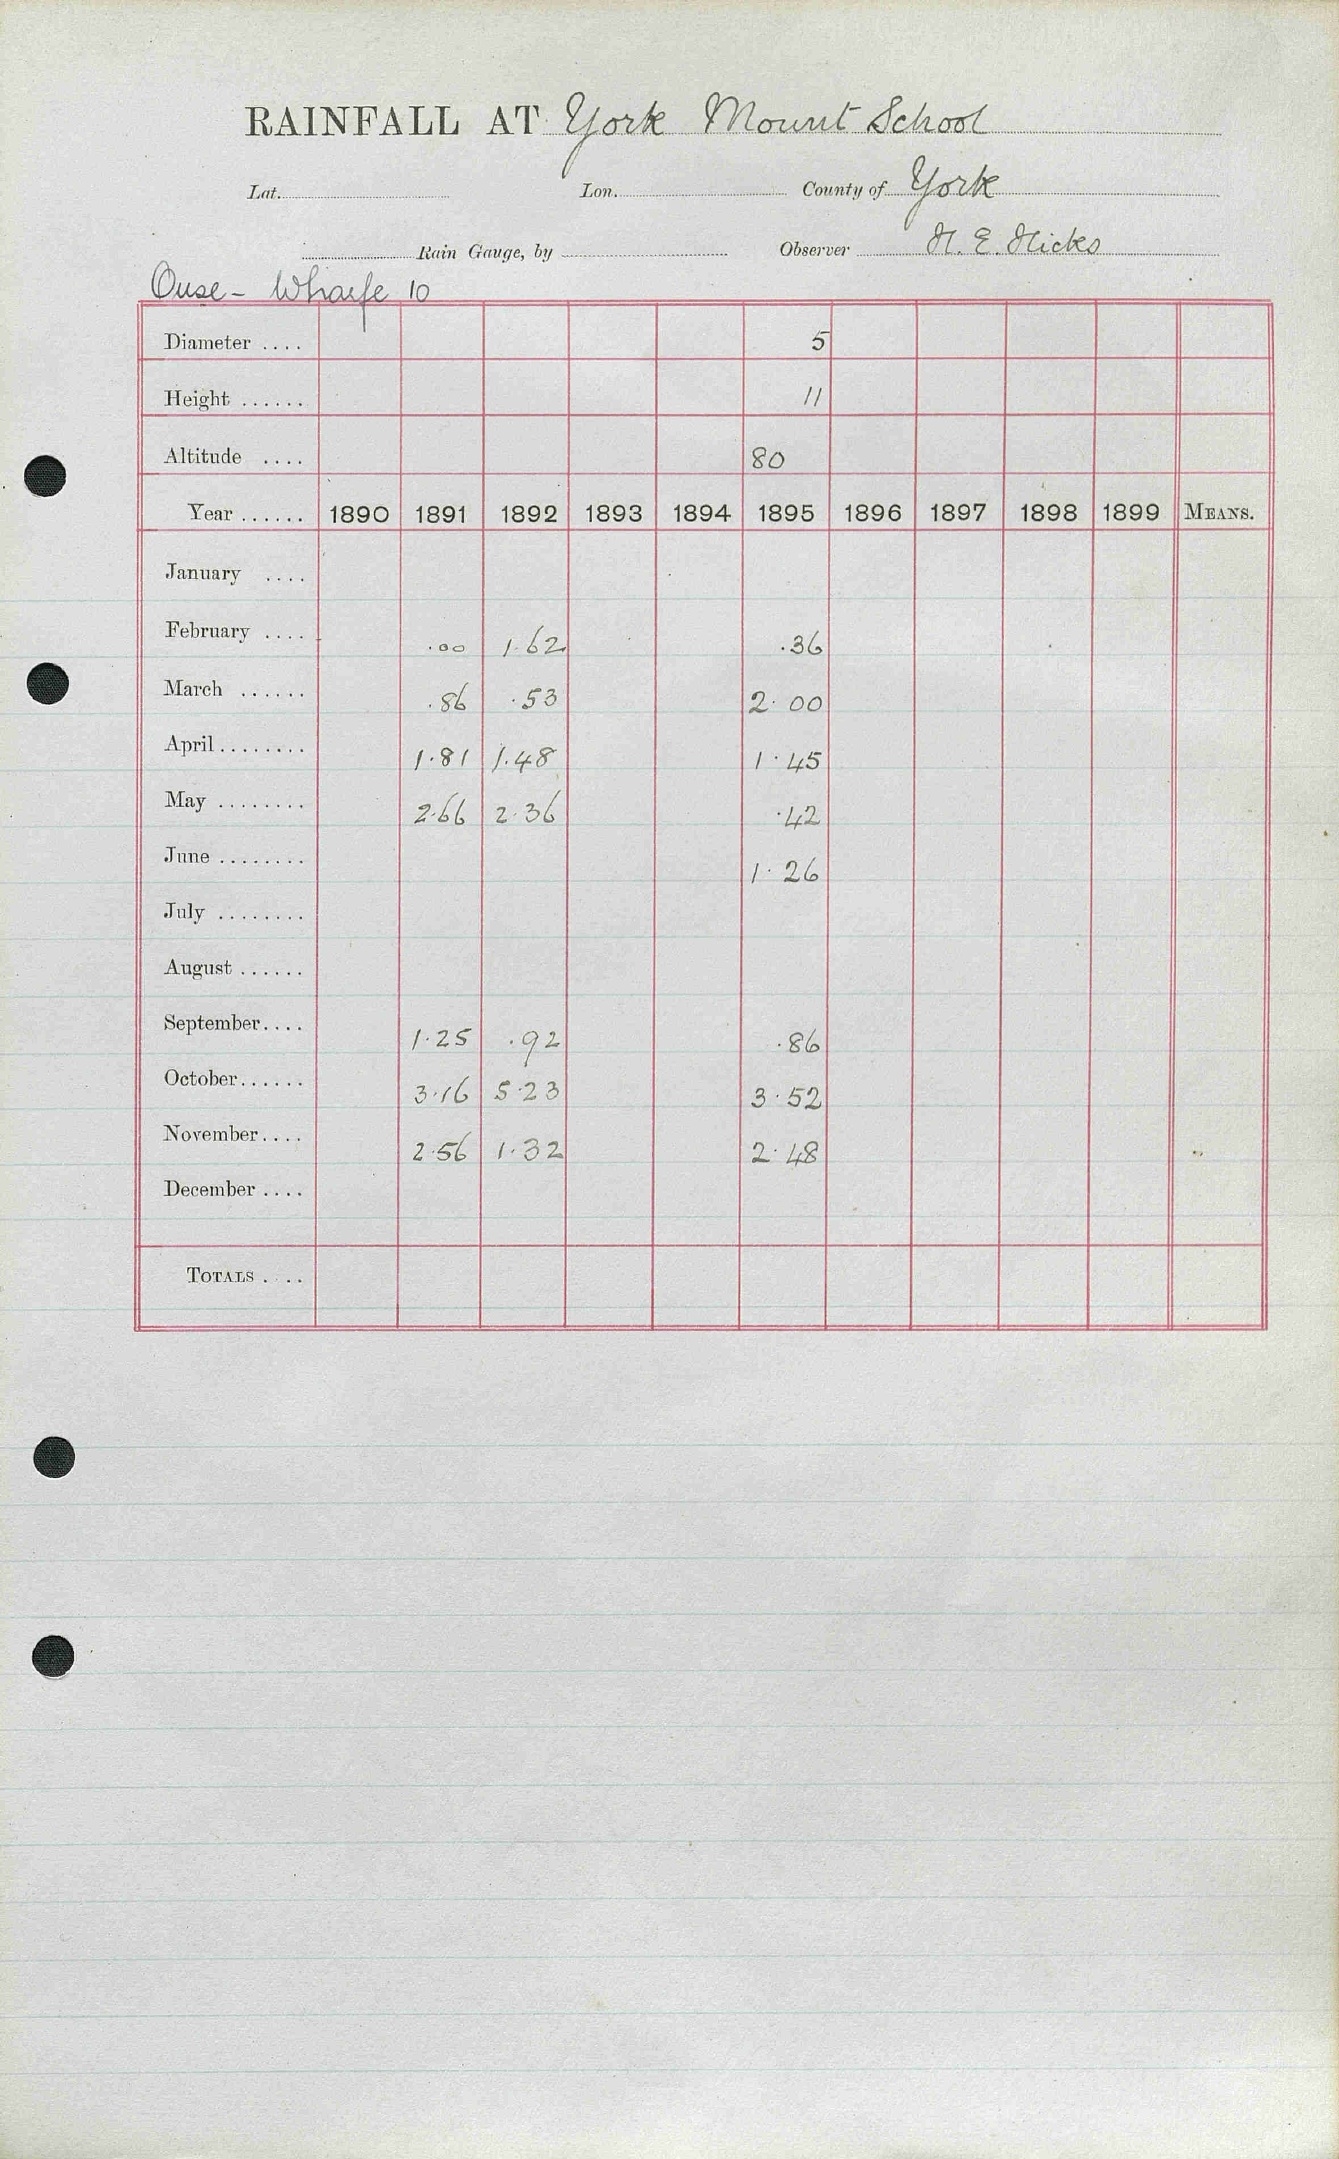 RAINFALL AT York Mount School
Lat. Lon. County of York
Rain Gauge, by Observer H. E. Hicks
Ouse - Wharfe 10
Diameter .... 5
Height ...... 11
Altitude .... 80
Year ...... 1890 1891 1892 1893 1894 1895 1896 1897 1898 1899 MEANS.
January ....
February .... .00 1.62 .36
March ...... .86 .53 2.00
April ........ 1.81 1.48 1.45
May ........ 2.66 2.36 .42
June ........ 1.26
July ........
August ......
September.... 1.25 .92 .86
October...... 3.16 5.23 3.52
November.... 2.56 1.32 2.48
December ....
TOTALS ....